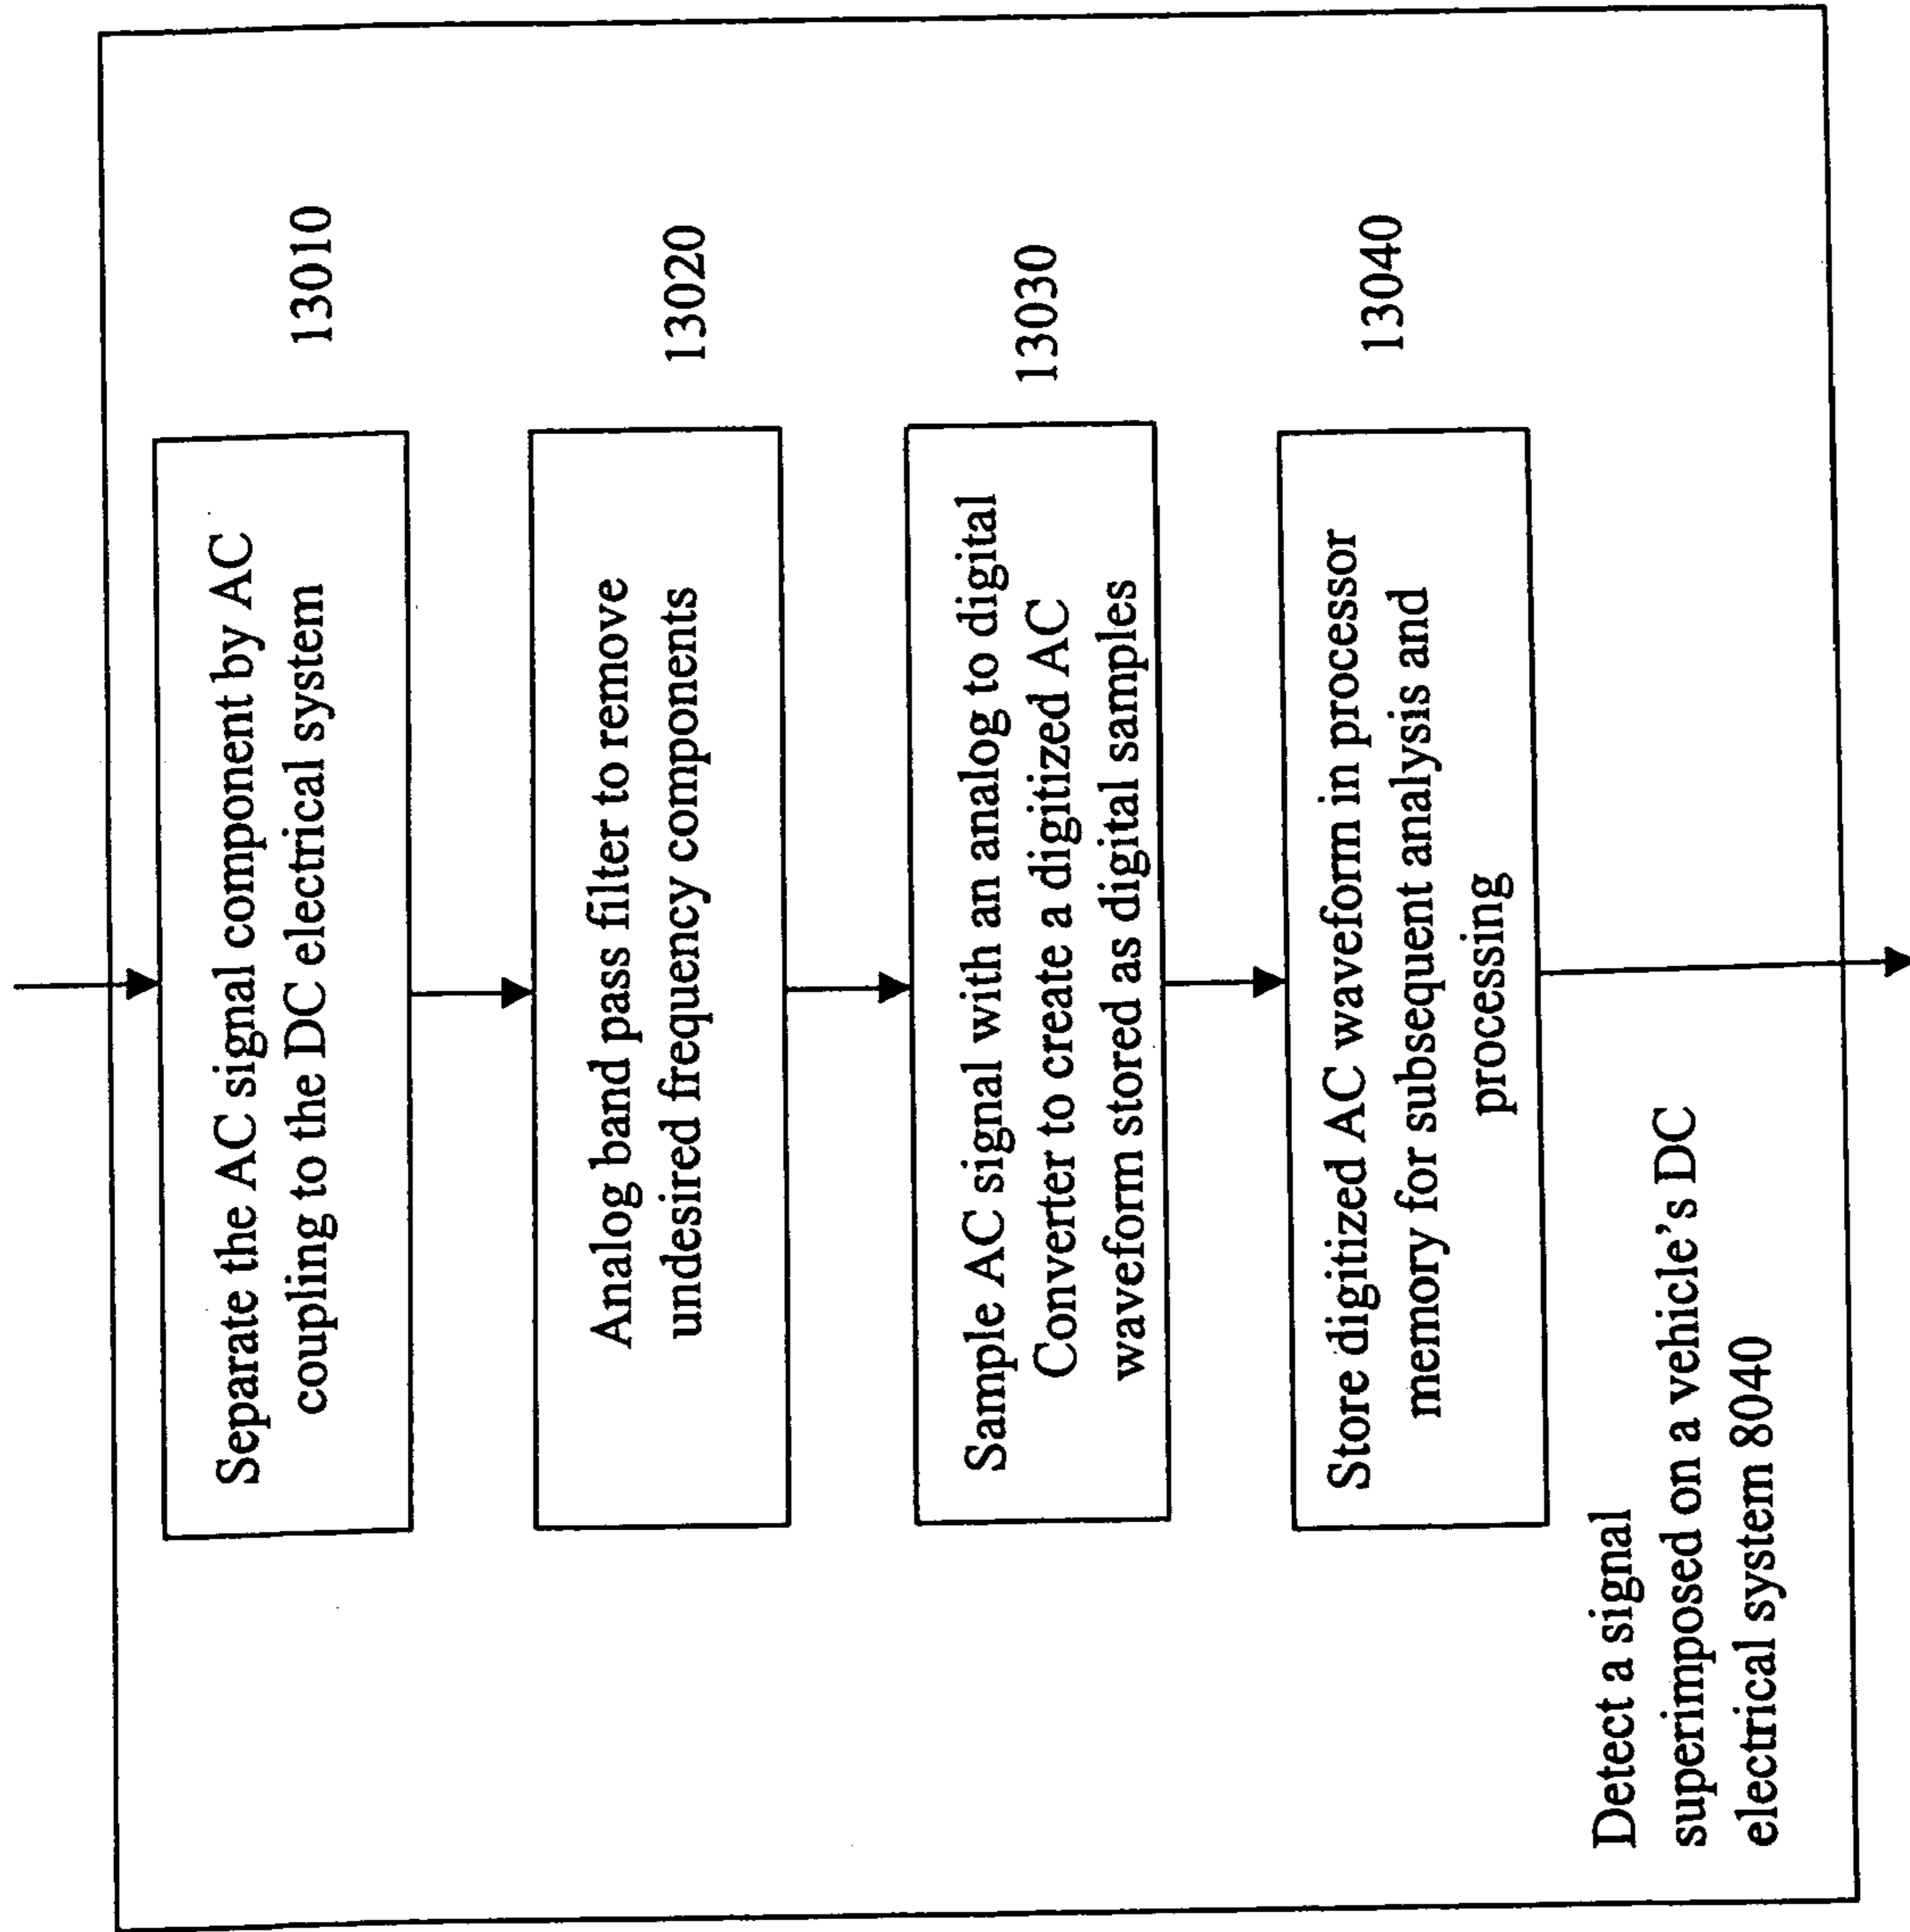 Separate the AC signal component by AC
coupling to the DC electrical system
13010
Analog band pass filter to remove
undesired frequency components
13020
Sample AC signal with an analog to digital
Converter to create a digitized AC
waveform stored as digital samples
13030
Store digitized AC waveform in processor
memory for subsequent analysis and
processing
13040
Detect a signal
superimposed on a vehicle's DC
electrical system 8040